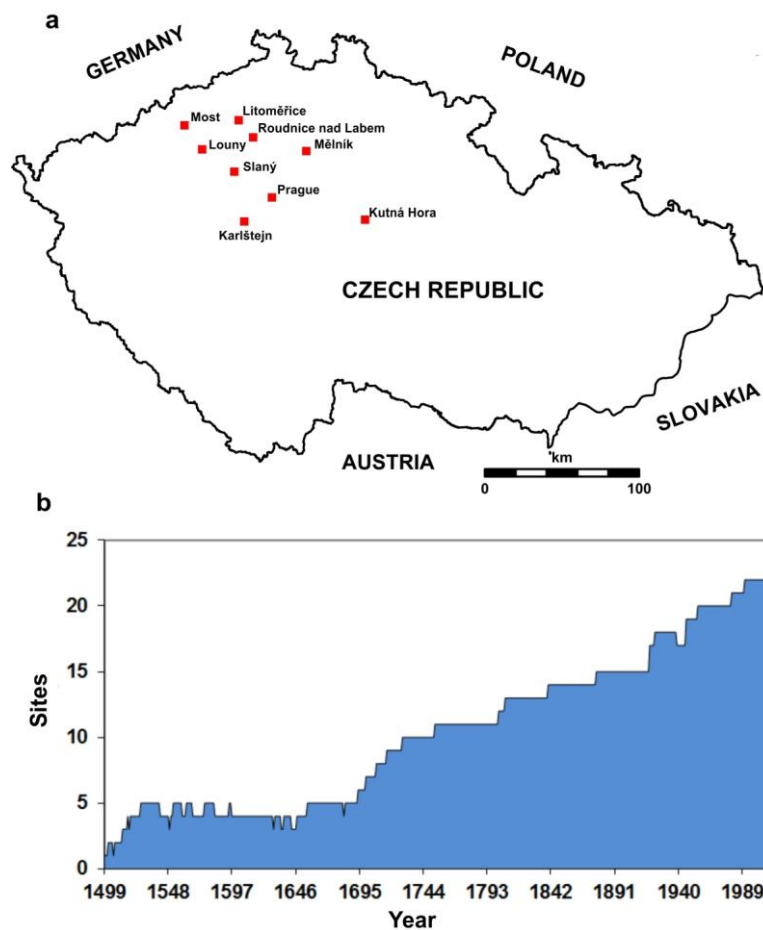 a
GERMANY
POLAND
Most
Litoměřice
Roudnice nad Labem
Louny
Mělník
Slaný
Prague
Kutná Hora
Karlštejn
CZECH REPUBLIC
SLOVAKIA
AUSTRIA
km
0
100
b
25
20
15
10
5
0
Sites
1499 1548 1597 1646 1695 1744 1793 1842 1891 1940 1989
Year